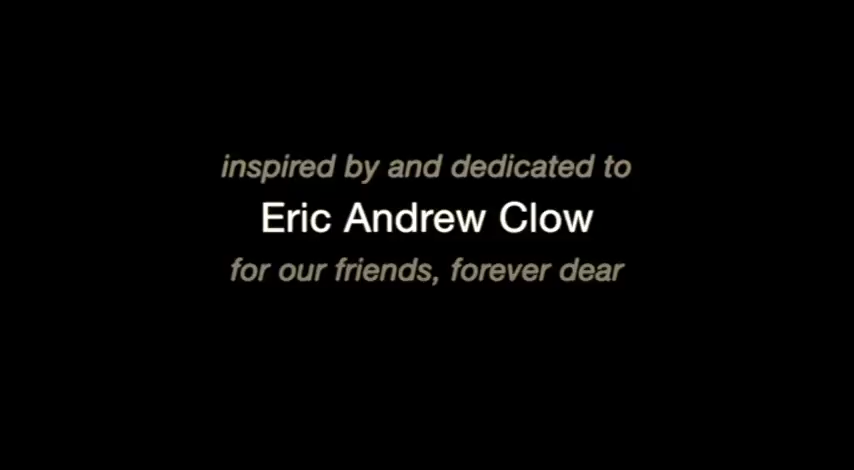 inspired by and dedicated to
Eric Andrew Clow
for our friends, forever dear